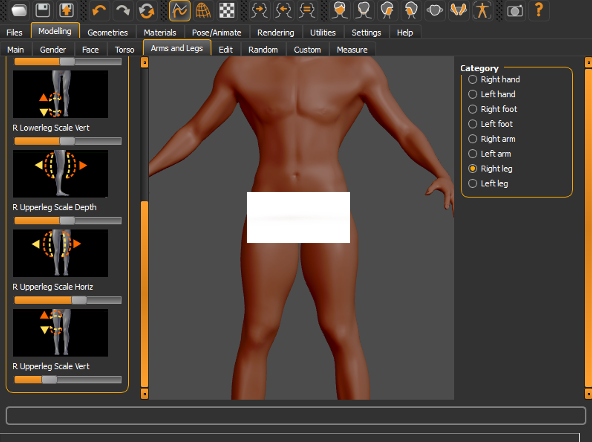 Files Modelling Geometries Materials Pose/Animate Rendering Utilities Settings Help
Main Gender Face Torso Arms and Legs Edit Random Custom Measure
R Lowerleg Scale Vert
R Upperleg Scale Depth
R Upperleg Scale Horiz
R Upperleg Scale Vert
Category
Right hand
Left hand
Right foot
Left foot
Right arm
Left arm
Right leg
Left leg